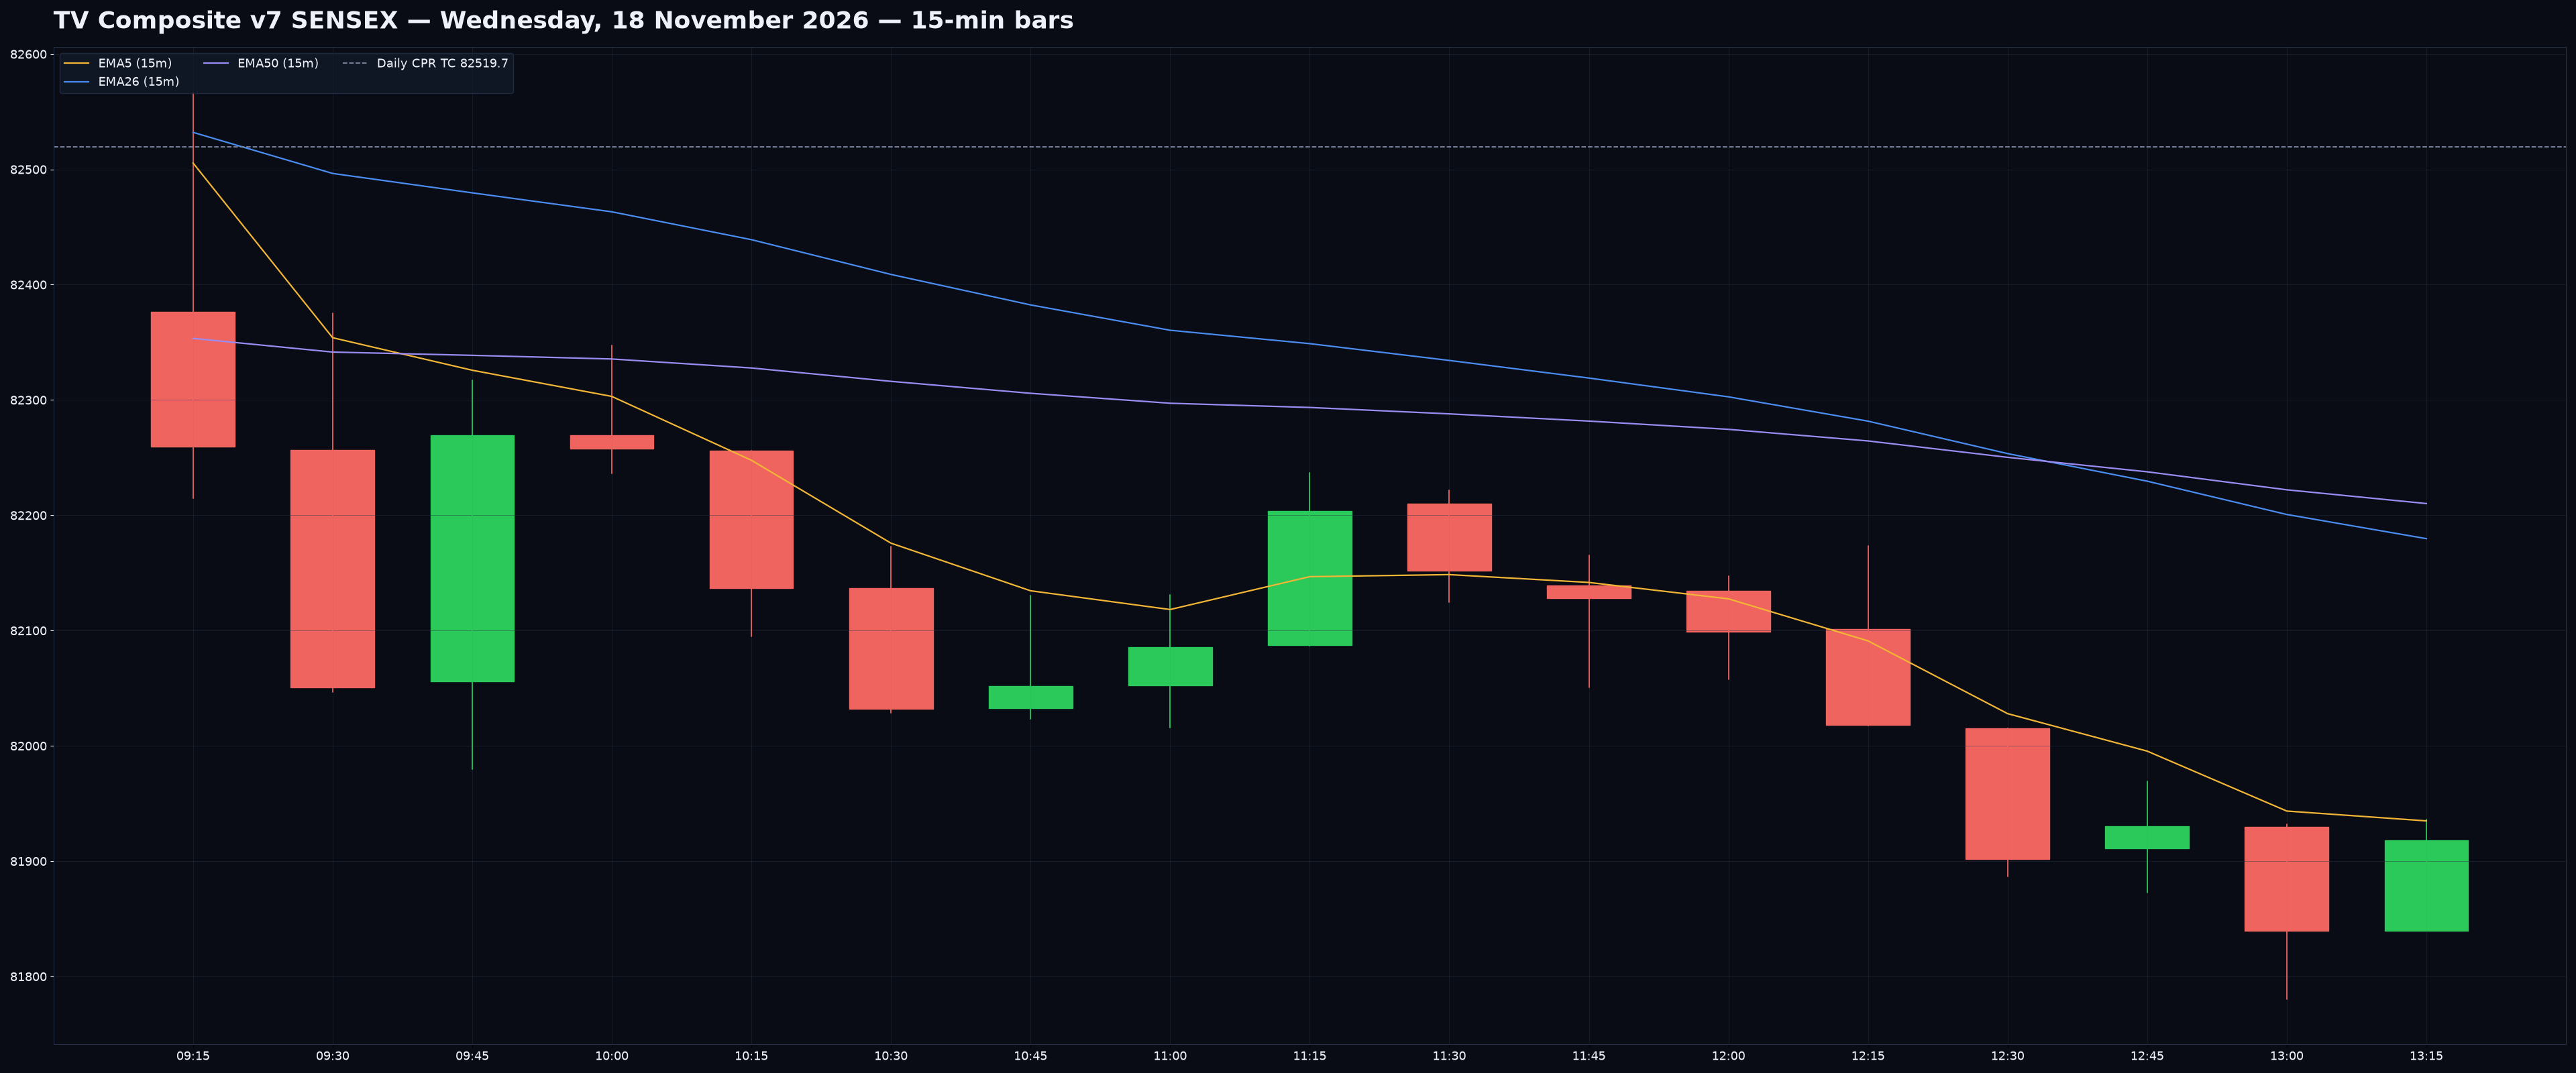 TV Composite v7 SENSEX — Wednesday, 18 November 2026 — 15-min bars
EMA5 (15m) EMA50 (15m) Daily CPR TC 82519.7
EMA26 (15m)
82600
82500
82400
82300
82200
82100
82000
81900
81800
09:15 09:30 09:45 10:00 10:15 10:30 10:45 11:00 11:15 11:30 11:45 12:00 12:15 12:30 12:45 13:00 13:15